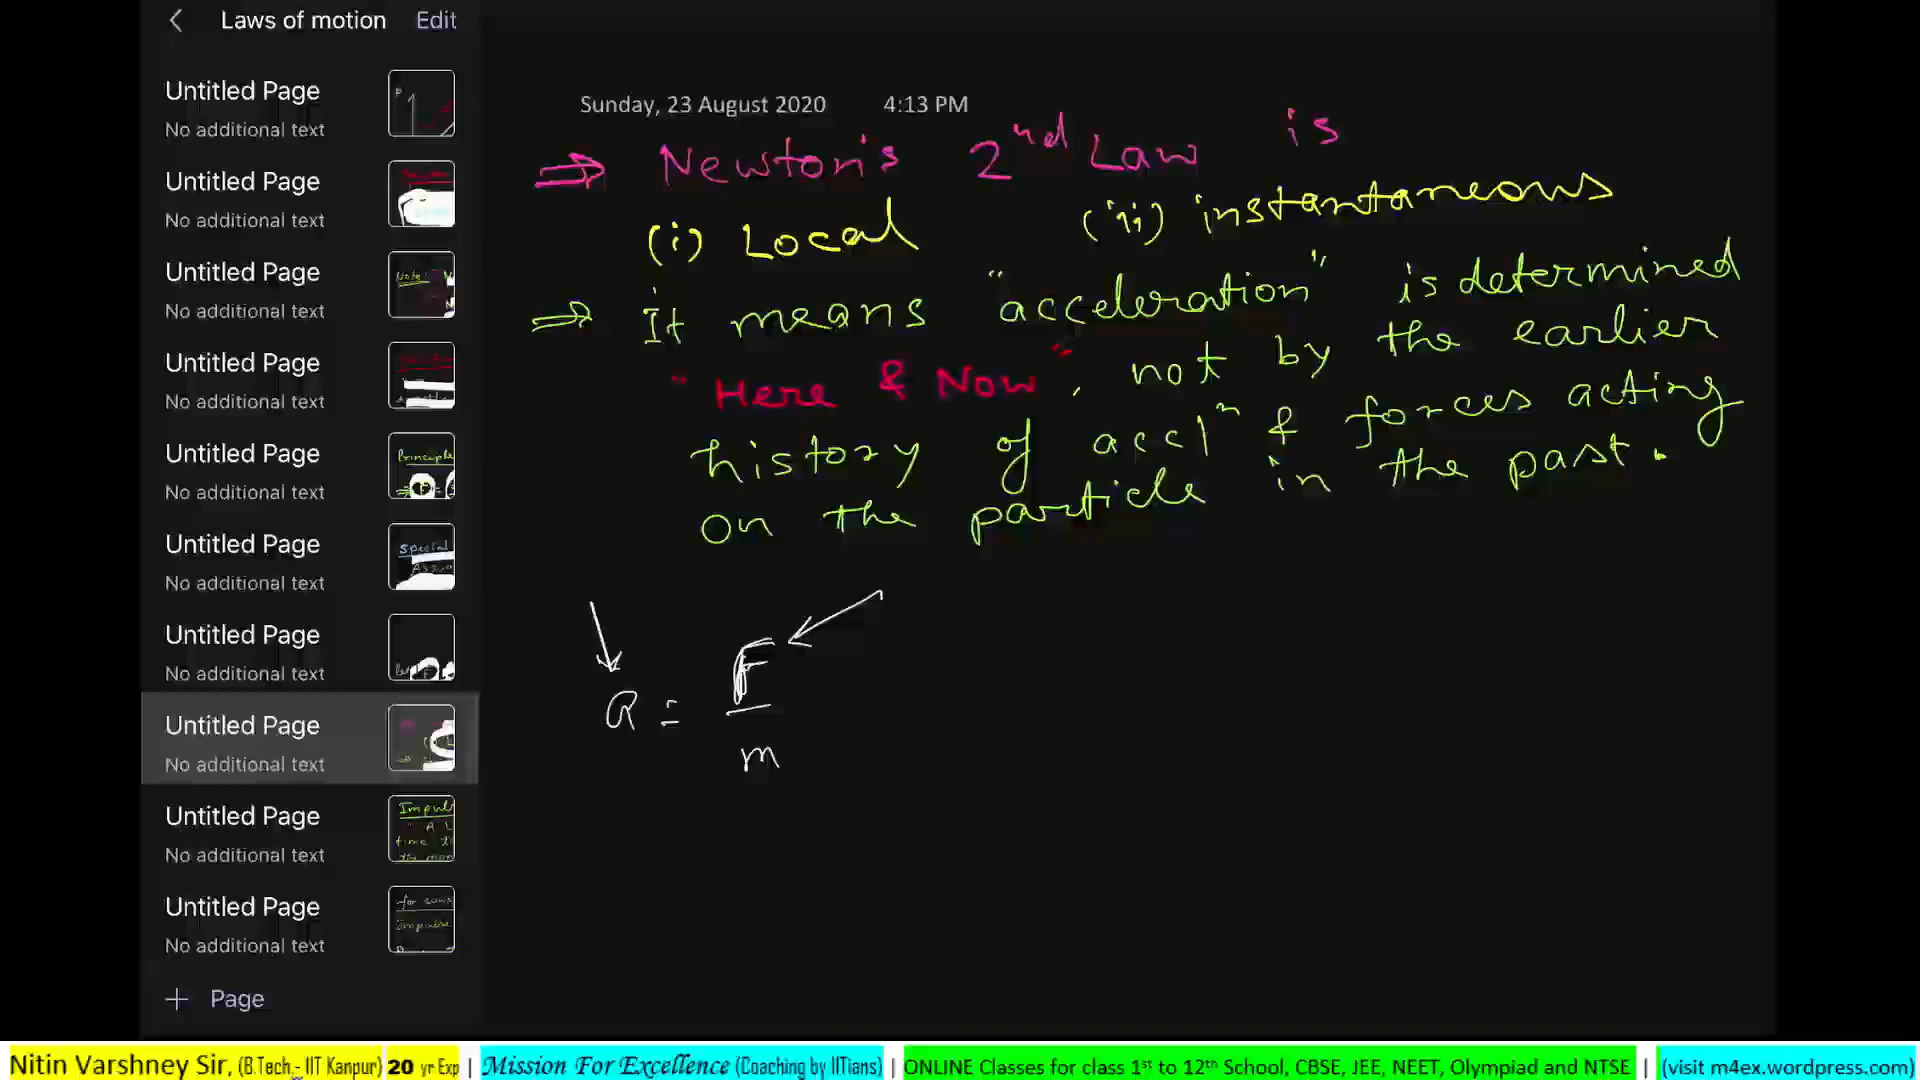 Laws of motion Edit
Untitled Page
No additional text
Untitled Page
No additional text
Untitled Page
No additional text
Note
Untitled Page
No additional text
Untitled Page
No additional text
Principle
Untitled Page
No additional text
Special
Untitled Page
No additional text
Untitled Page
No additional text
Untitled Page
No additional text
Impul
Untitled Page
No additional text
Impulse
+ Page
Sunday, 23 August 2020 4:13 PM
⇒ Newton's 2nd Law is
(i) Local (ii) instantaneous
⇒ It means "acceleration" is determined
"Here & Now", not by the earlier
history of accln & forces acting
on the particle in the past.
a = F
m
Nitin Varshney Sir, (B.Tech.- IIT Kanpur) 20 yr Exp | Mission For Excellence (Coaching by IITians) | ONLINE Classes for class 1st to 12th School, CBSE, JEE, NEET, Olympiad and NTSE | (visit m4ex.wordpress.com)